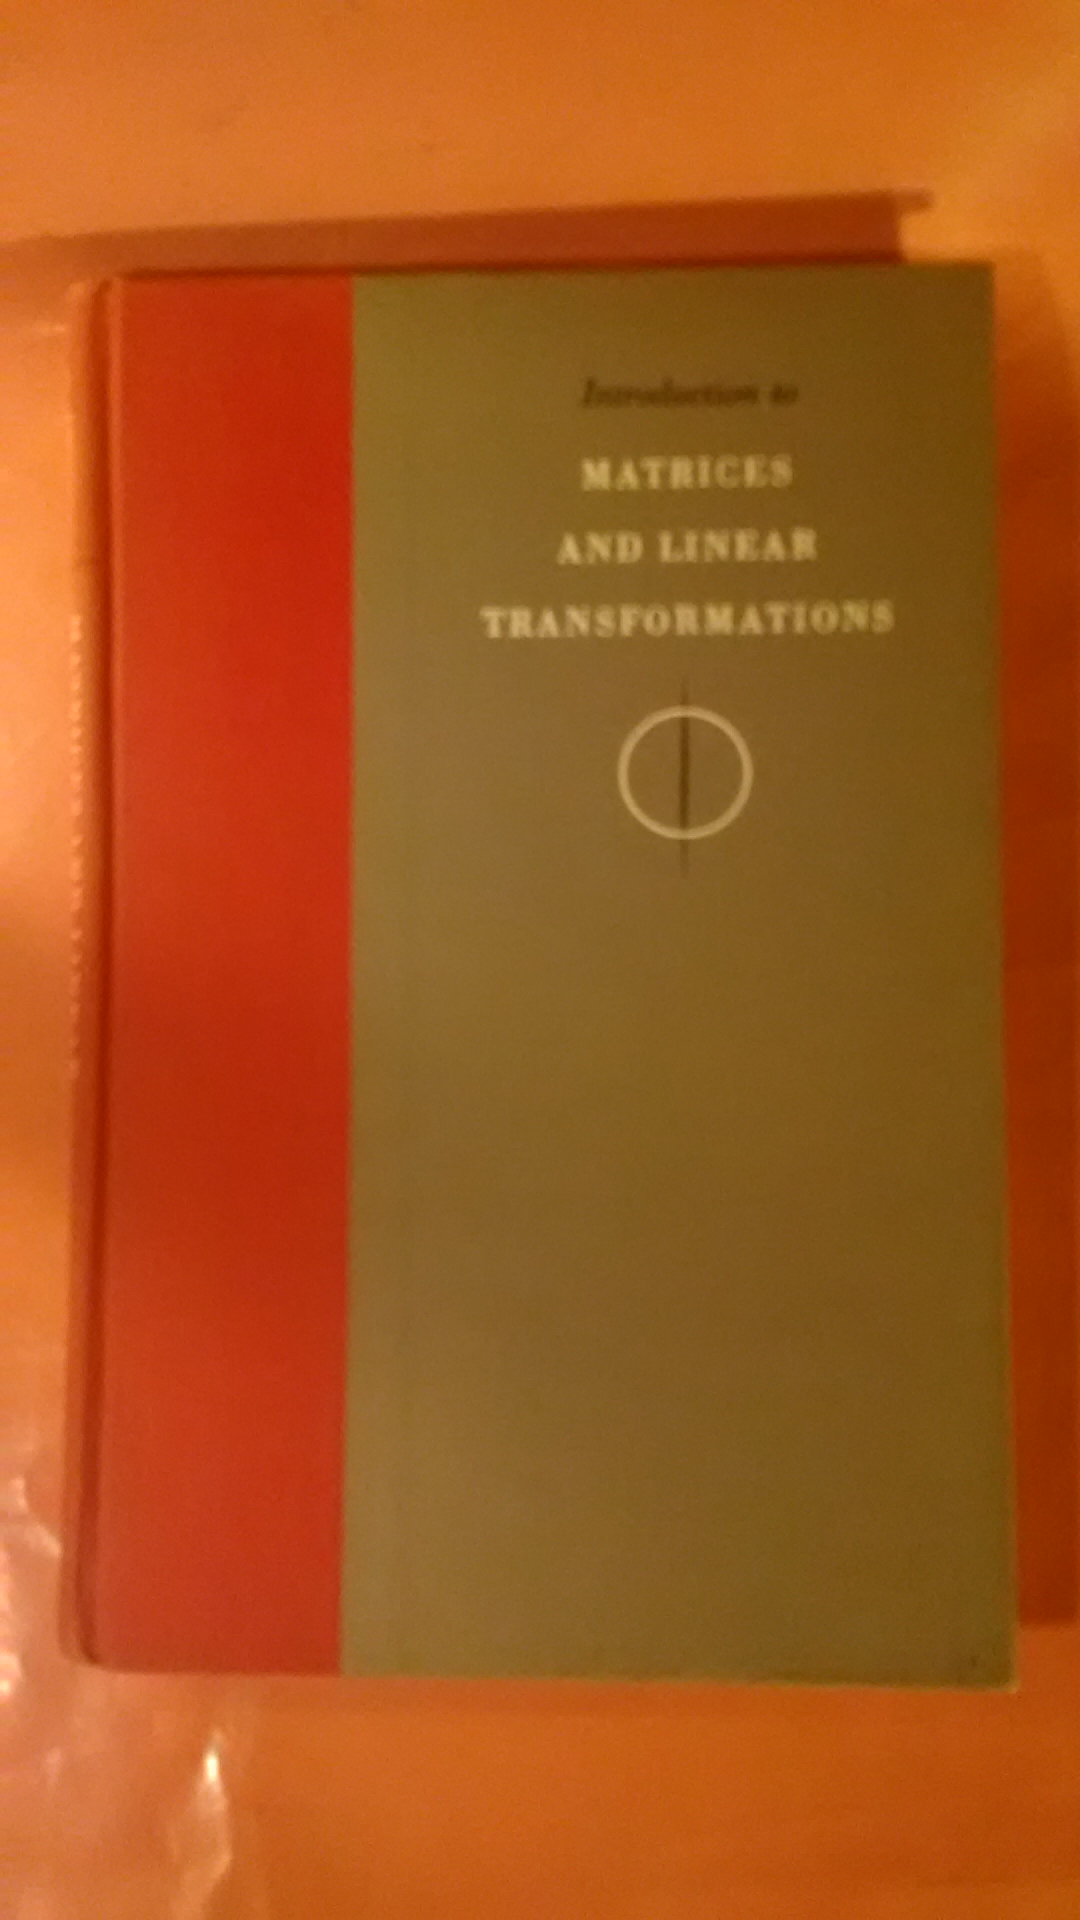 Introduction to
MATRICES
AND LINEAR
TRANSFORMATIONS